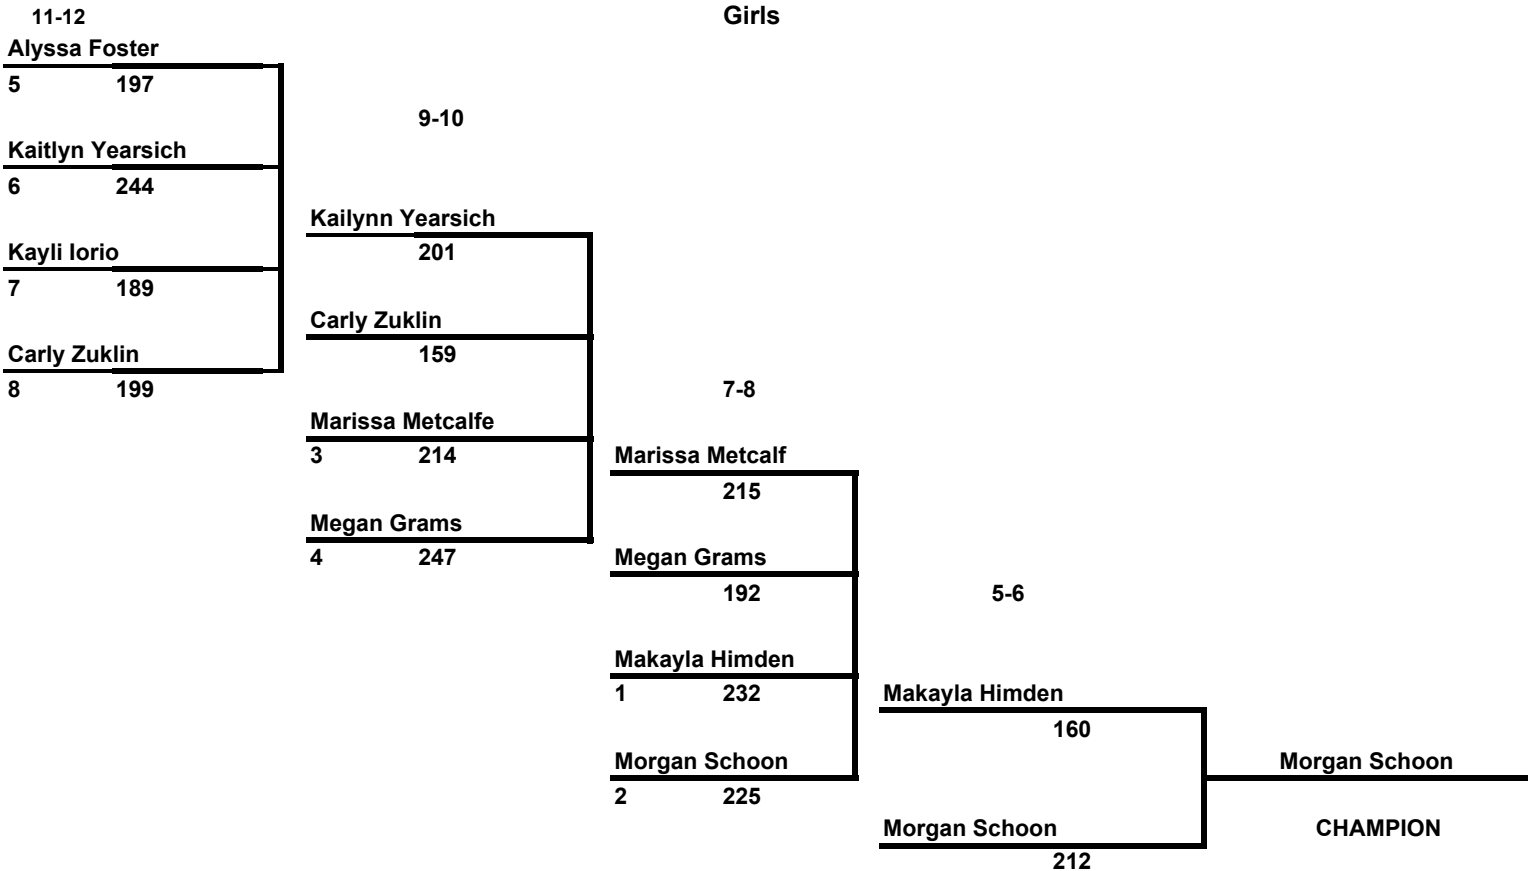 11-12
Girls
Alyssa Foster
5 197
9-10
Kaitlyn Yearsich
6 244
Kailynn Yearsich
201
Kayli Iorio
7 189
Carly Zuklin
159
Carly Zuklin
8 199
7-8
Marissa Metcalfe
3 214
Marissa Metcalf
215
Megan Grams
4 247
Megan Grams
192
5-6
Makayla Himden
1 232
Makayla Himden
160
Morgan Schoon
2 225
Morgan Schoon
Morgan Schoon
212
CHAMPION